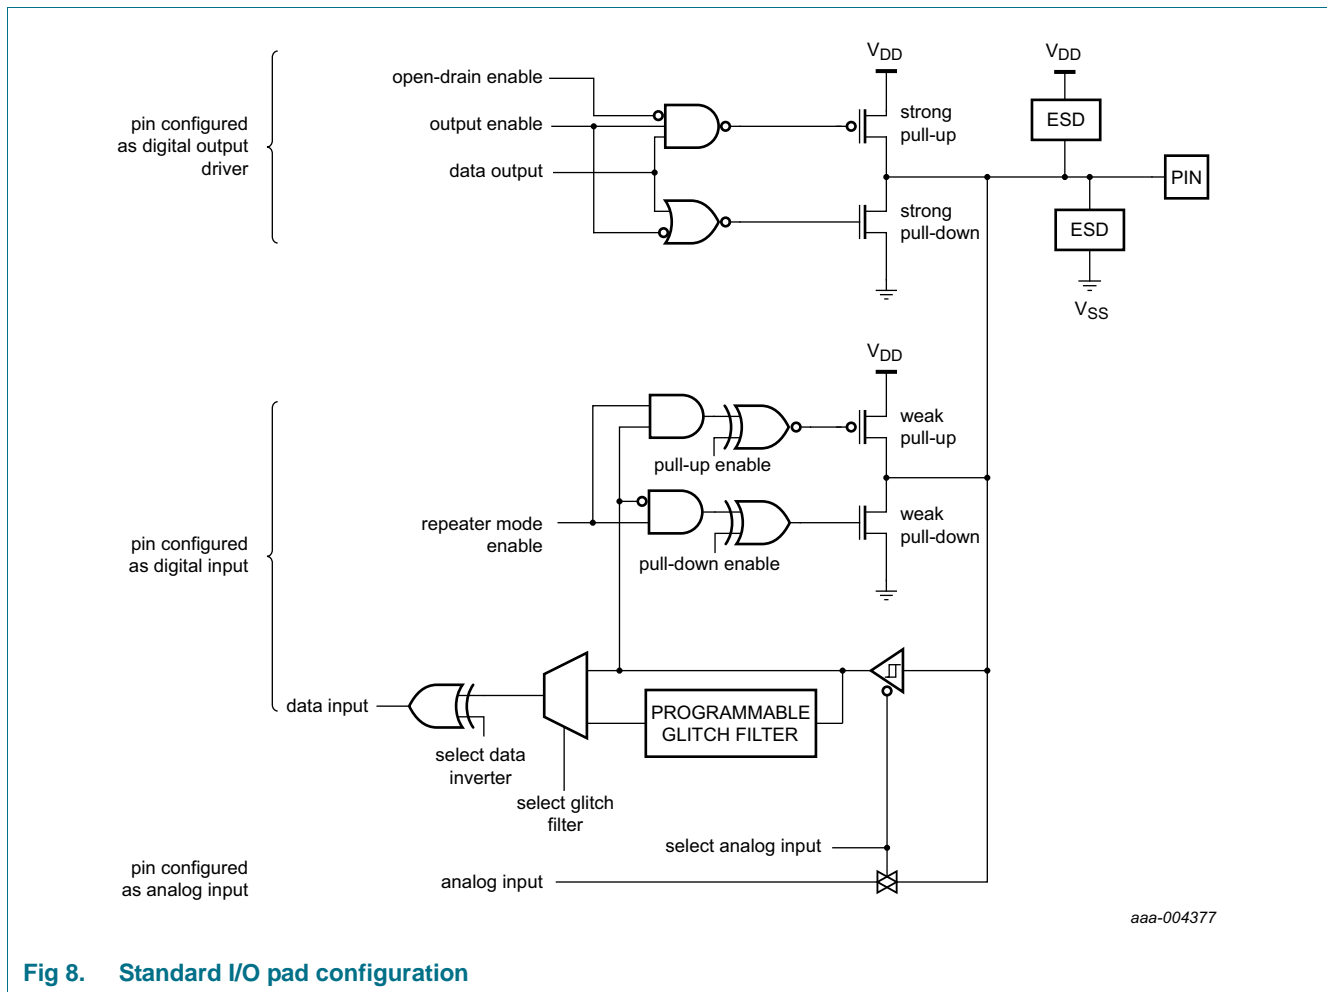 VDD
VDD
open-drain enable
strong
pull-up
ESD
pin configured
as digital output
driver
output enable
data output
PIN
strong
pull-down
ESD
VSS
VDD
weak
pull-up
pull-up enable
repeater mode
enable
weak
pull-down
pin configured
as digital input
pull-down enable
data input
PROGRAMMABLE
GLITCH FILTER
select data
inverter
select glitch
filter
select analog input
pin configured
as analog input
analog input
aaa-004377
Fig 8. Standard I/O pad configuration